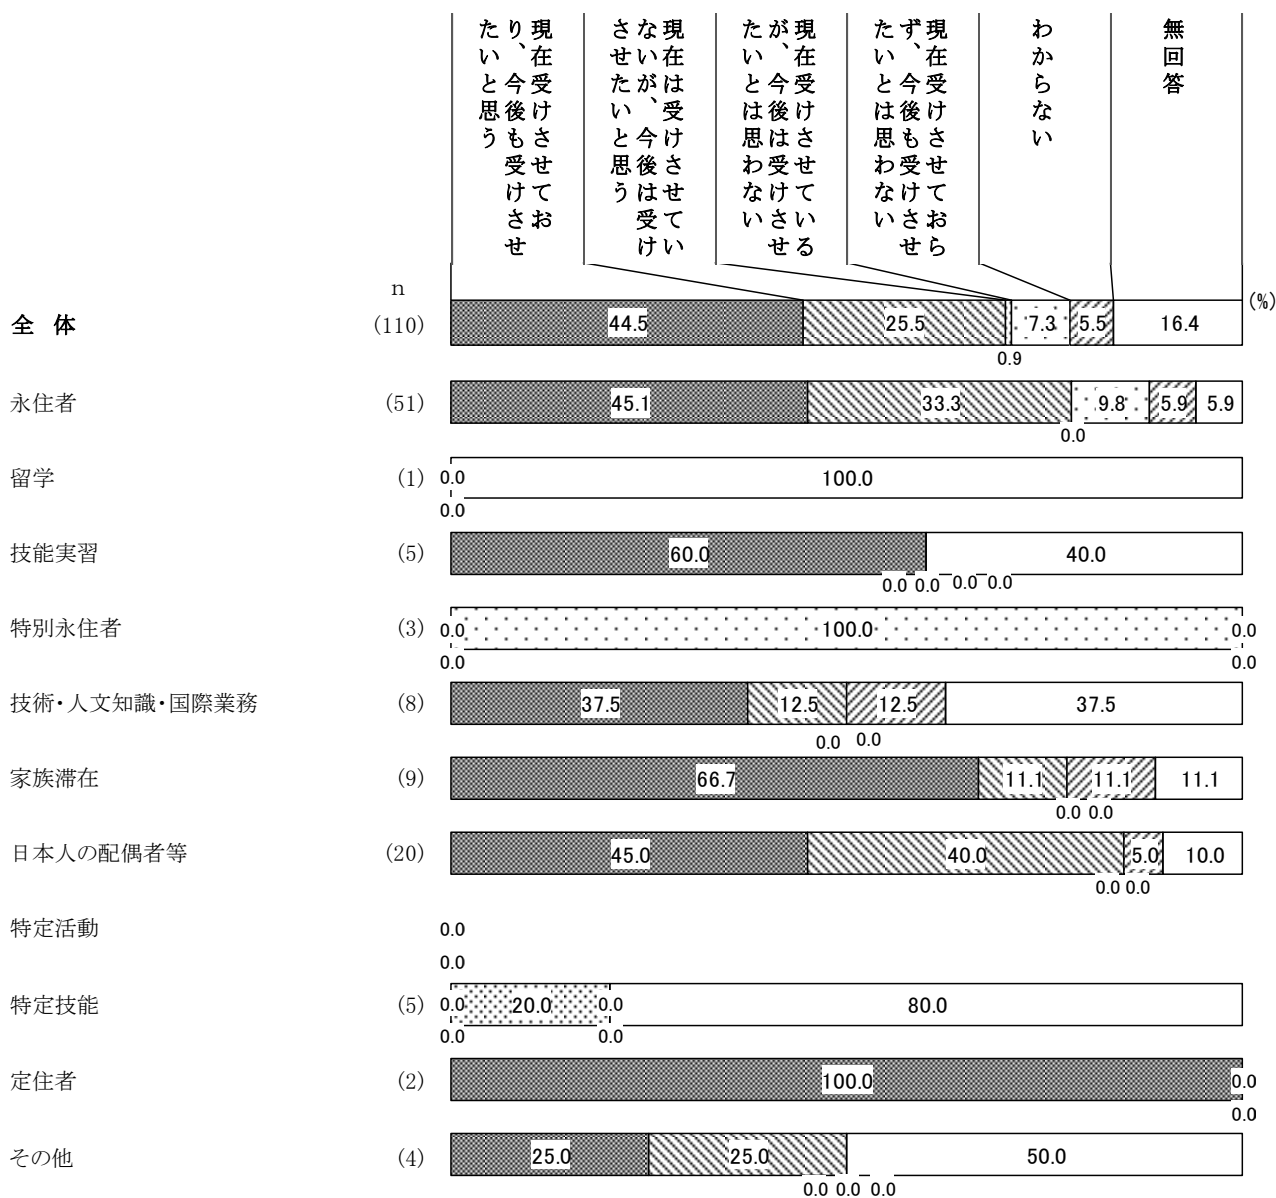 現在受けさせてお
り、今後も受けさせ
たいと思う
現在は受けさせてい
ないが、今後は受け
させたいと思う
現在受けさせている
が、今後は受けさせ
たいとは思わない
現在受けさせておら
ず、今後も受けさせ
たいとは思わない
わからない
無回答
n
(%)
全 体 (110) 44.5 25.5 7.3 5.5 16.4
0.9
永住者 (51) 45.1 33.3 9.8 5.9 5.9
0.0
留学 (1) 0.0 100.0
0.0
技能実習 (5) 60.0 40.0
0.0 0.0 0.0 0.0
特別永住者 (3) 0.0 100.0 0.0
0.0 0.0
技術・人文知識・国際業務 (8) 37.5 12.5 12.5 37.5
0.0 0.0
家族滞在 (9) 66.7 11.1 11.1 11.1
0.0 0.0
日本人の配偶者等 (20) 45.0 40.0 5.0 10.0
0.0 0.0
特定活動 0.0
0.0
特定技能 (5) 0.0 20.0 0.0 80.0
0.0 0.0
定住者 (2) 100.0 0.0
0.0
その他 (4) 25.0 25.0 50.0
0.0 0.0 0.0